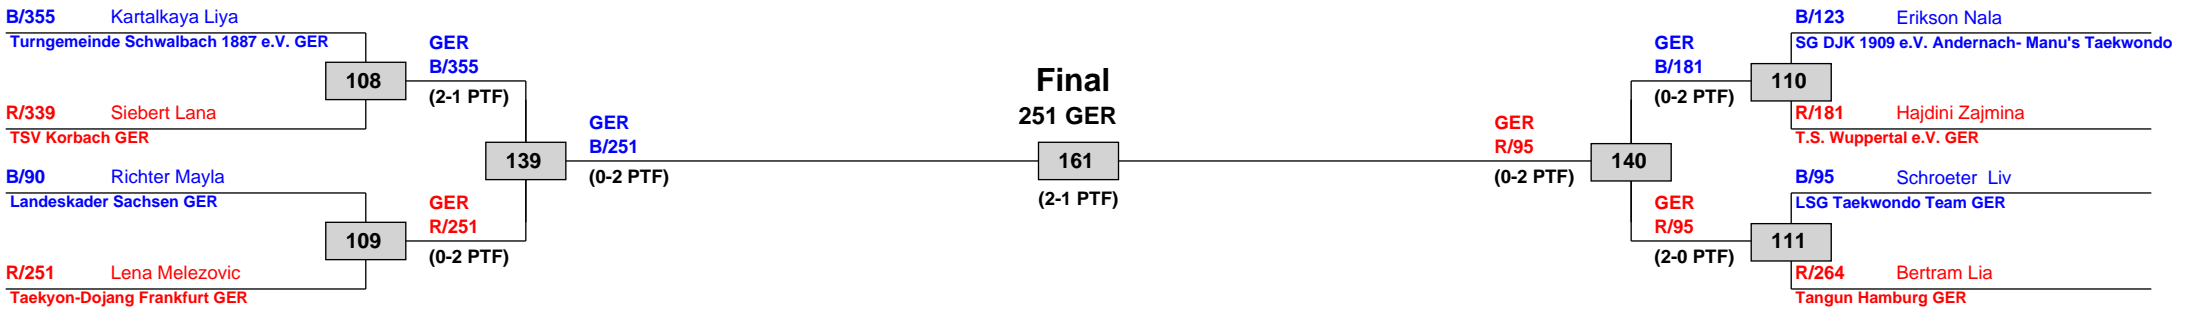 B/355 Kartalkaya Liya
Turngemeinde Schwalbach 1887 e.V. GER
GER
B/355
108
(2-1 PTF)
R/339 Siebert Lana
TSV Korbach GER
GER
B/251
139
(0-2 PTF)
B/90 Richter Mayla
Landeskader Sachsen GER
GER
R/251
109
(0-2 PTF)
R/251 Lena Melezovic
Taekyon-Dojang Frankfurt GER
Final
251 GER
161
(2-1 PTF)
GER
R/95
140
(0-2 PTF)
B/123 Erikson Nala
SG DJK 1909 e.V. Andernach- Manu's Taekwondo
GER
B/181
110
(0-2 PTF)
R/181 Hajdini Zajmina
T.S. Wuppertal e.V. GER
B/95 Schroeter  Liv
LSG Taekwondo Team GER
GER
R/95
111
(2-0 PTF)
R/264 Bertram Lia
Tangun Hamburg GER